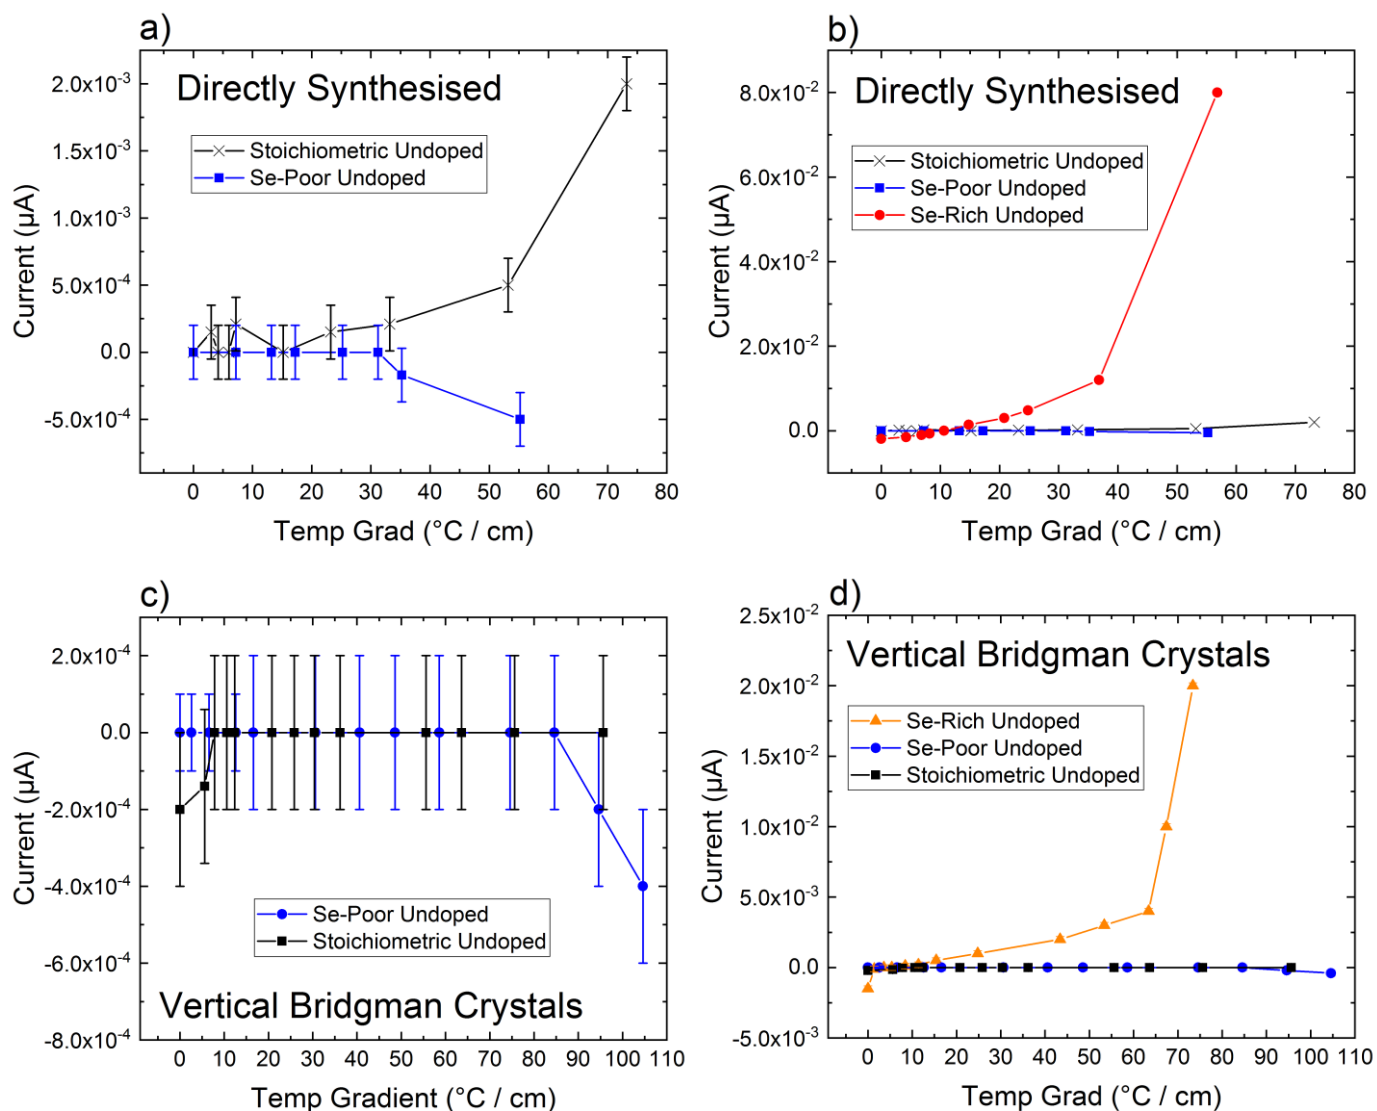 a)
Directly Synthesised
Stoichiometric Undoped
Se-Poor Undoped
2.0x10⁻³
1.5x10⁻³
1.0x10⁻³
5.0x10⁻⁴
0.0
-5.0x10⁻⁴
Current (µA)
0 10 20 30 40 50 60 70 80
Temp Grad (°C / cm)
b)
Directly Synthesised
Stoichiometric Undoped
Se-Poor Undoped
Se-Rich Undoped
8.0x10⁻²
6.0x10⁻²
4.0x10⁻²
2.0x10⁻²
0.0
Current (µA)
0 10 20 30 40 50 60 70 80
Temp Grad (°C / cm)
c)
2.0x10⁻⁴
0.0
-2.0x10⁻⁴
-4.0x10⁻⁴
-6.0x10⁻⁴
-8.0x10⁻⁴
Current (µA)
Se-Poor Undoped
Stoichiometric Undoped
Vertical Bridgman Crystals
0 10 20 30 40 50 60 70 80 90 100 110
Temp Gradient (°C / cm)
d)
Vertical Bridgman Crystals
Se-Rich Undoped
Se-Poor Undoped
Stoichiometric Undoped
2.5x10⁻²
2.0x10⁻²
1.5x10⁻²
1.0x10⁻²
5.0x10⁻³
0.0
-5.0x10⁻³
Current (µA)
0 10 20 30 40 50 60 70 80 90 100 110
Temp Grad (°C / cm)